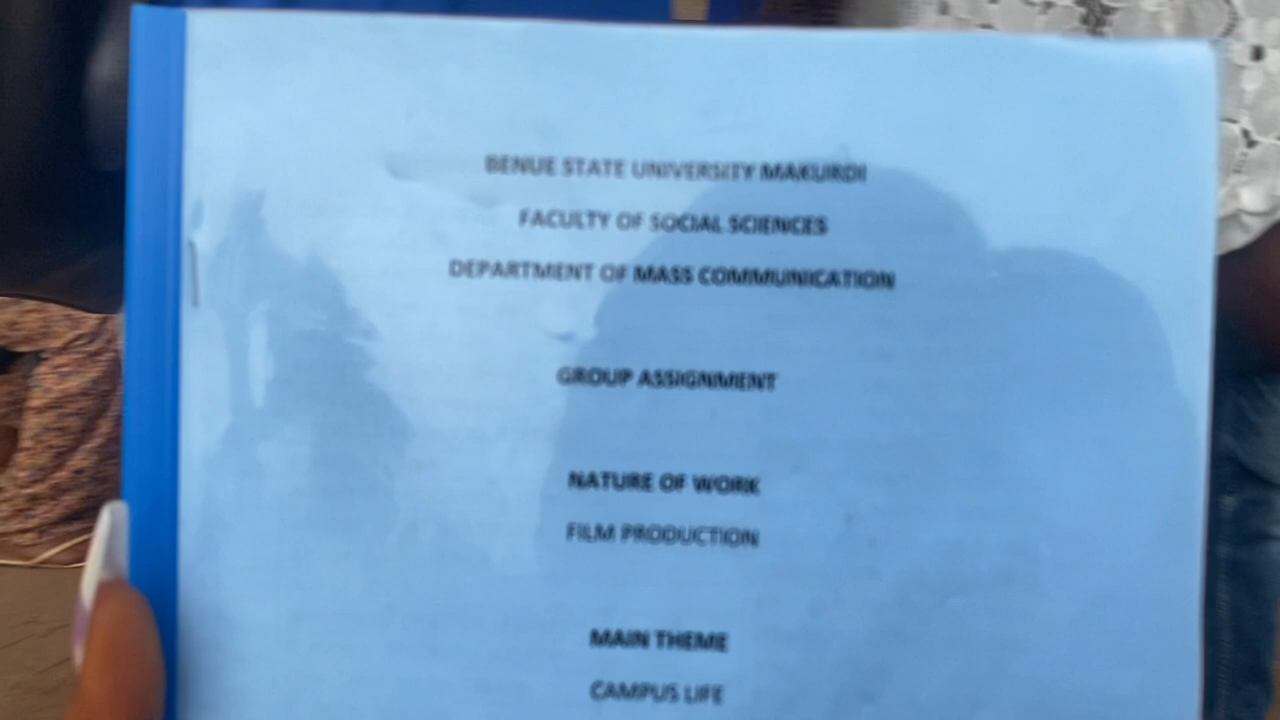 BENUE STATE UNIVERSITY MAKURDI
FACULTY OF SOCIAL SCIENCES
DEPARTMENT OF MASS COMMUNICATION
GROUP ASSIGNMENT
NATURE OF WORK
FILM PRODUCTION
MAIN THEME
CAMPUS LIFE